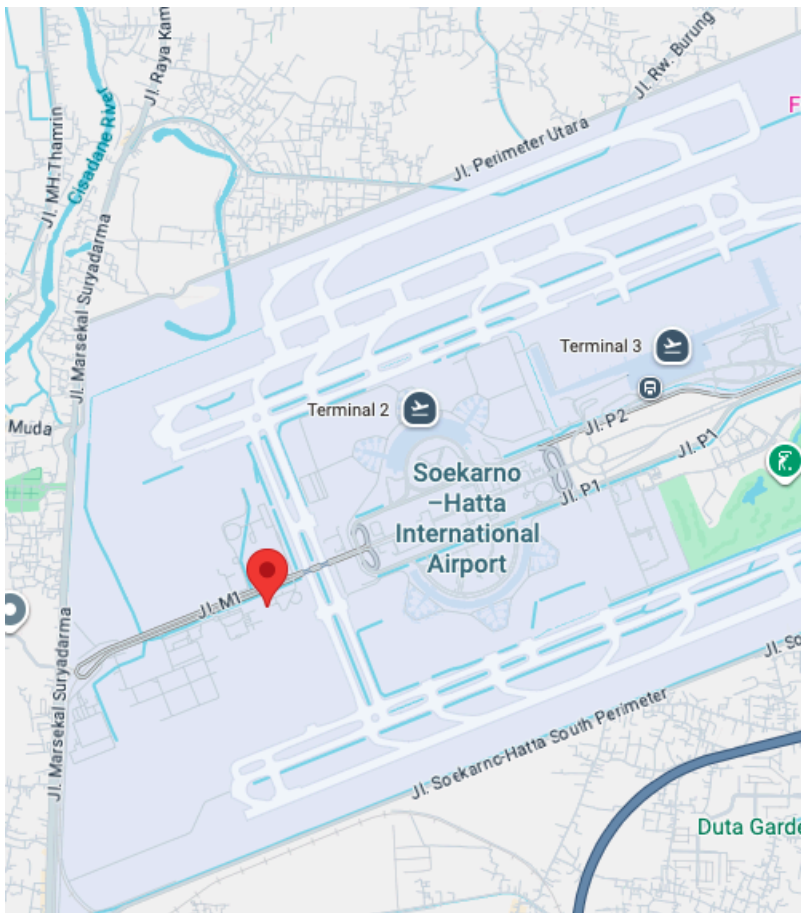 Jl. Raya Kam
Jl. Rw. Burung
F
Jl. MH.Thamrin
Cisadane River
Jl. Perimeter Utara
Jl. Marsekal Suryadarma
Terminal 3
Terminal 2
Muda
Jl. P2
Jl. P1
Soekarno
–Hatta
International
Airport
Jl. P1
Jl. M1
Jl. Marsekal Suryadarma
Jl. So
Jl. Soekarno-Hatta South Perimeter
Duta Garde